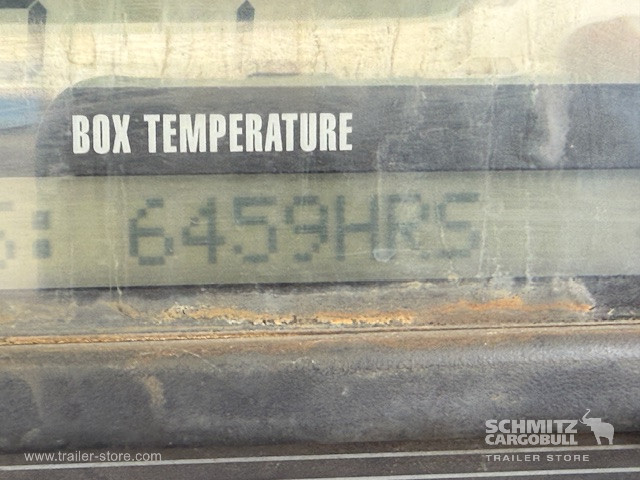 BOX TEMPERATURE
S: 6459HRS
SCHMITZ
CARGOBULL
TRAILER STORE
www.trailer-store.com